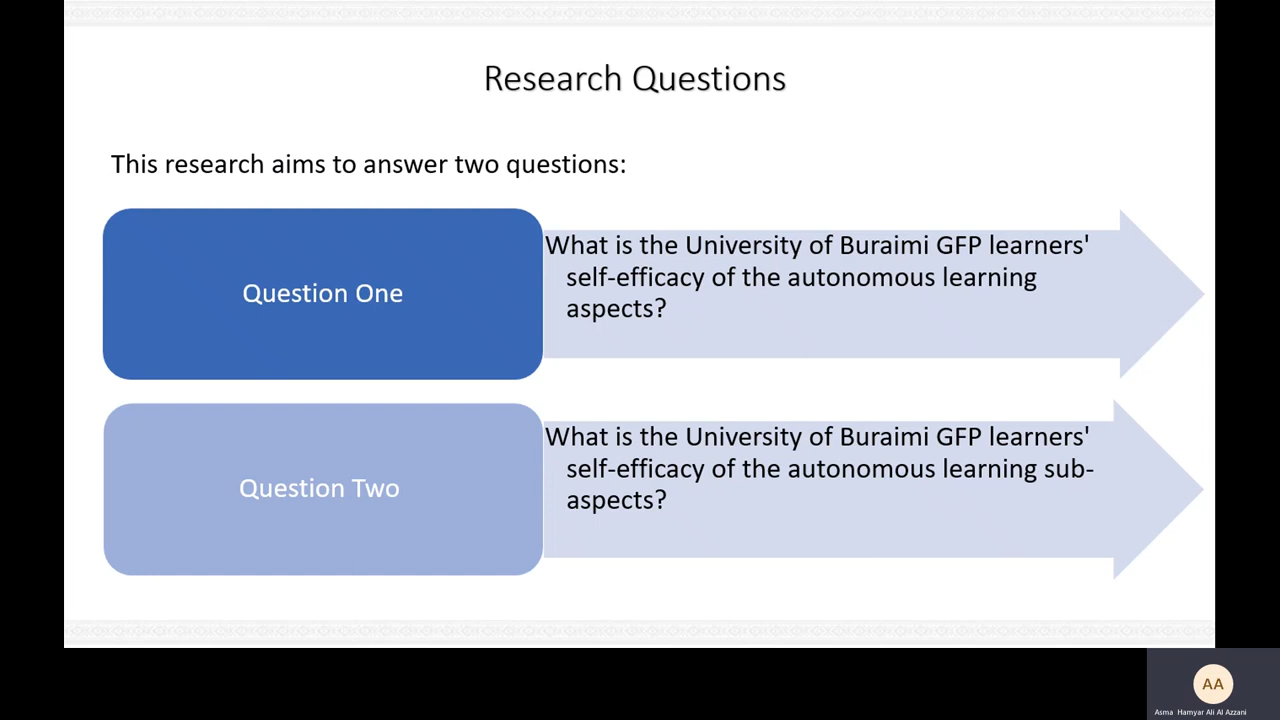 Research Questions
This research aims to answer two questions:
Question One
What is the University of Buraimi GFP learners'
self-efficacy of the autonomous learning
aspects?
Question Two
What is the University of Buraimi GFP learners'
self-efficacy of the autonomous learning sub-
aspects?
AA
Asma Hamyar Ali Al Azzani